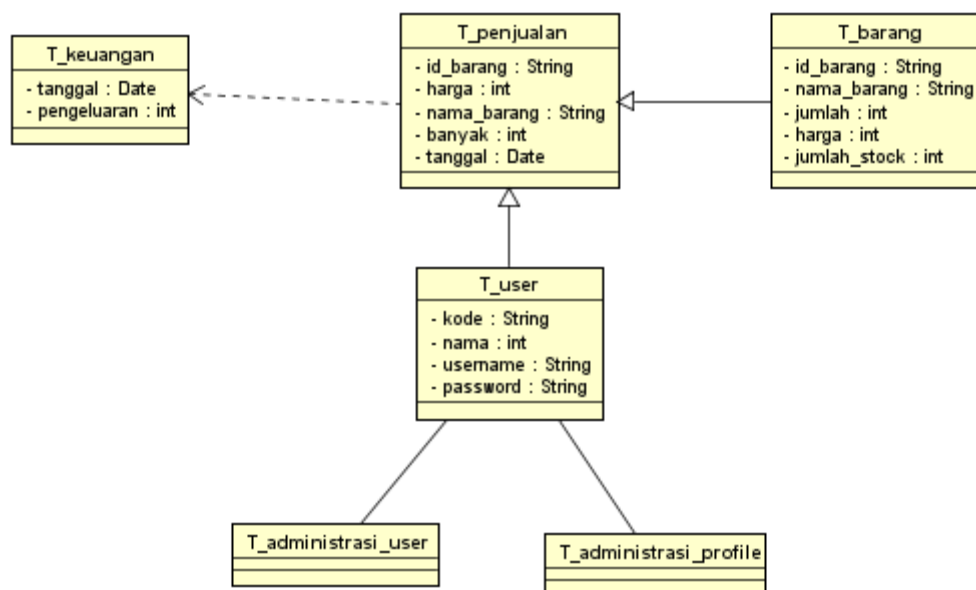 T_keuangan
- tanggal : Date
- pengeluaran : int
T_penjualan
- id_barang : String
- harga : int
- nama_barang : String
- banyak : int
- tanggal : Date
T_barang
- id_barang : String
- nama_barang : String
- jumlah : int
- harga : int
- jumlah_stock : int
T_user
- kode : String
- nama : int
- username : String
- password : String
T_administrasi_user
T_administrasi_profile